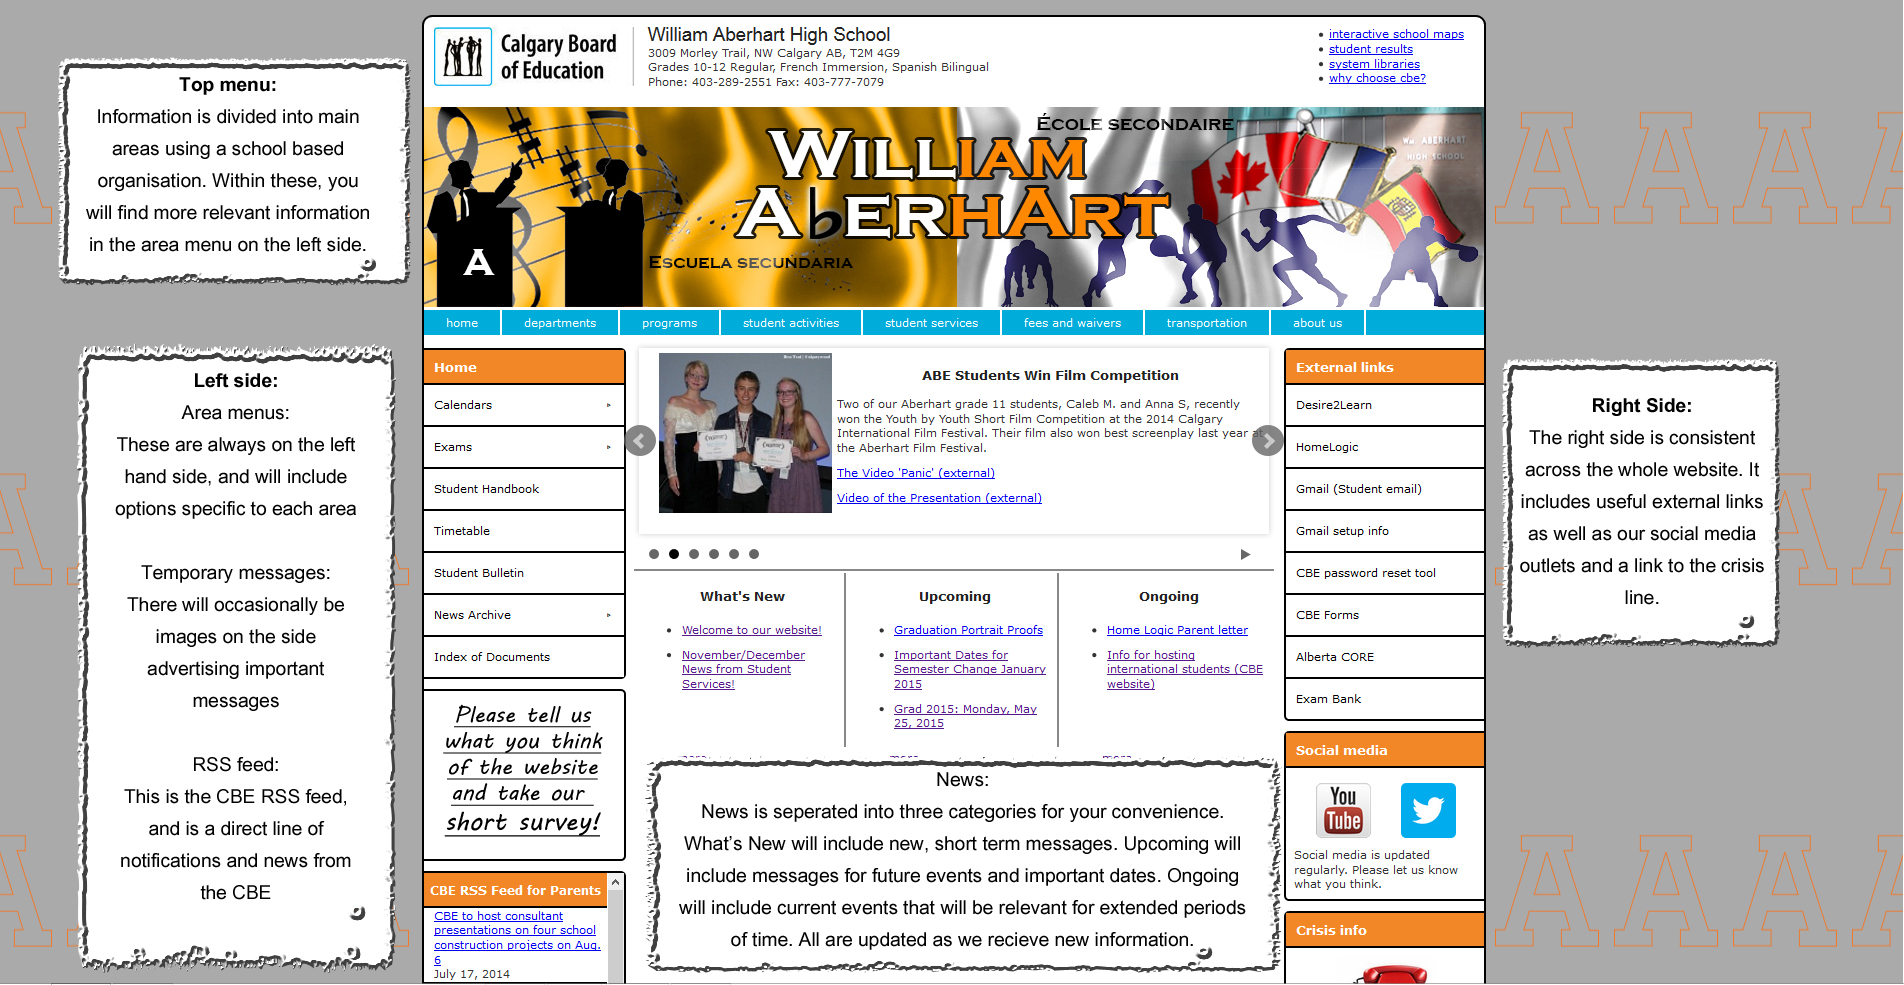 Calgary Board
of Education
William Aberhart High School
3009 Morley Trail, NW Calgary AB, T2M 4G9
Grades 10-12 Regular, French Immersion, Spanish Bilingual
Phone: 403-289-2551 Fax: 403-777-7079
interactive school maps
student results
system libraries
why choose cbe?
Top menu:
Information is divided into main
areas using a school based
organisation. Within these, you
will find more relevant information
in the area menu on the left side.
ÉCOLE SECONDAIRE
WILLIAM
AbERHART
ESCUELA SECUNDARIA
A
WM ABERHART
HIGH SCHOOL
home
departments
programs
student activities
student services
fees and waivers
transportation
about us
Left side:
Area menus:
These are always on the left
hand side, and will include
options specific to each area
Temporary messages:
There will occasionally be
images on the side
advertising important
messages
RSS feed:
This is the CBE RSS feed,
and is a direct line of
notifications and news from
the CBE
Home
Calendars
Exams
Student Handbook
Timetable
Student Bulletin
News Archive
Index of Documents
Please tell us
what you think
of the website
and take our
short survey!
CBE RSS Feed for Parents
CBE to host consultant
presentations on four school
construction projects on Aug.
6
July 17, 2014
ABE Students Win Film Competition
Two of our Aberhart grade 11 students, Caleb M. and Anna S, recently
won the Youth by Youth Short Film Competition at the 2014 Calgary
International Film Festival. Their film also won best screenplay last year at
the Aberhart Film Festival.
The Video 'Panic' (external)
Video of the Presentation (external)
What's New
Welcome to our website!
November/December
News from Student
Services!
Upcoming
Graduation Portrait Proofs
Important Dates for
Semester Change January
2015
Grad 2015: Monday, May
25, 2015
Ongoing
Home Logic Parent letter
Info for hosting
international students (CBE
website)
News:
News is seperated into three categories for your convenience.
What's New will include new, short term messages. Upcoming will
include messages for future events and important dates. Ongoing
will include current events that will be relevant for extended periods
of time. All are updated as we recieve new information.
External links
Desire2Learn
HomeLogic
Gmail (Student email)
Gmail setup info
CBE password reset tool
CBE Forms
Alberta CORE
Exam Bank
Social media
You
Tube
Social media is updated
regularly. Please let us know
what you think.
Crisis info
Right Side:
The right side is consistent
across the whole website. It
includes useful external links
as well as our social media
outlets and a link to the crisis
line.
A A A A
A A A A